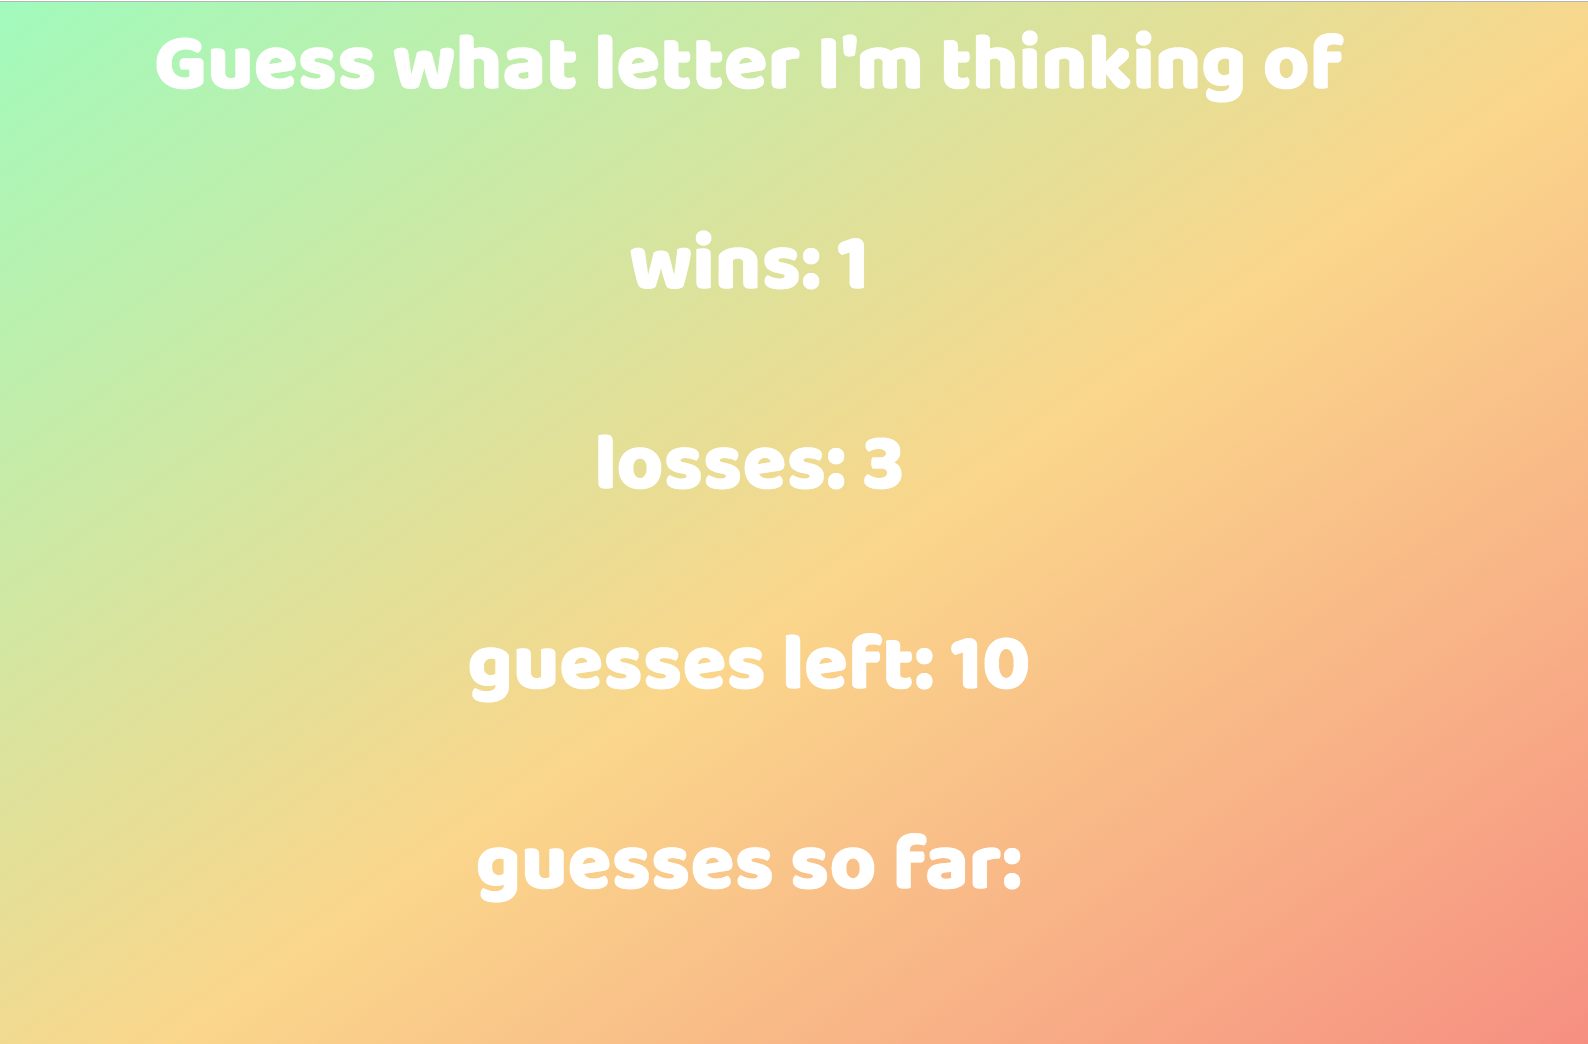 Guess what letter I'm thinking of
wins: 1
losses: 3
guesses left: 10
guesses so far: